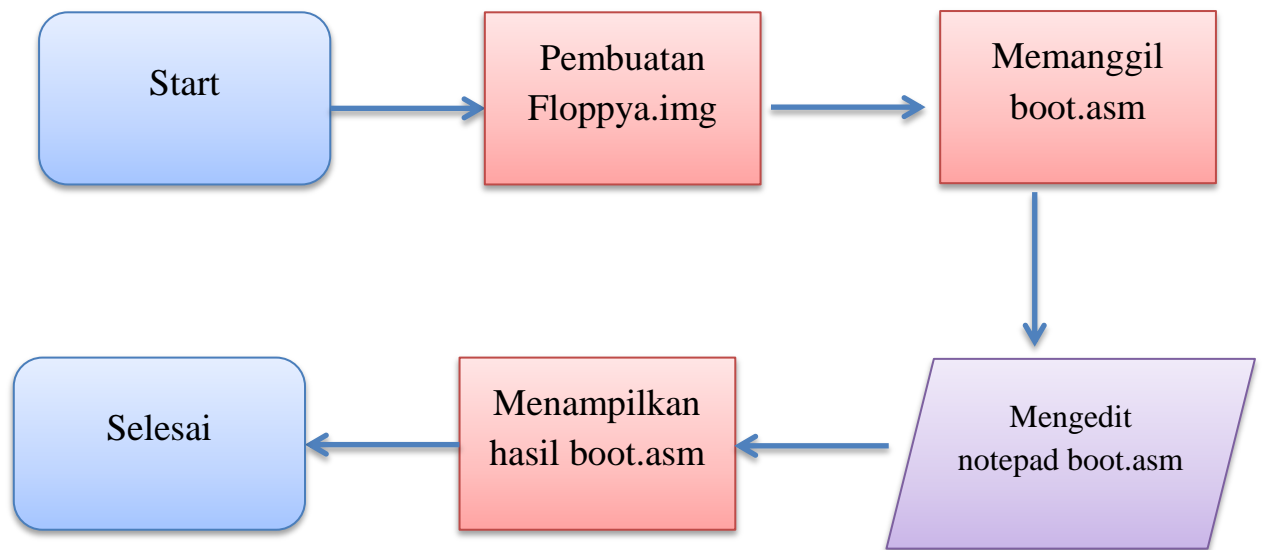 Start
Pembuatan
Floppya.img
Memanggil
boot.asm
Mengedit
notepad boot.asm
Menampilkan
hasil boot.asm
Selesai